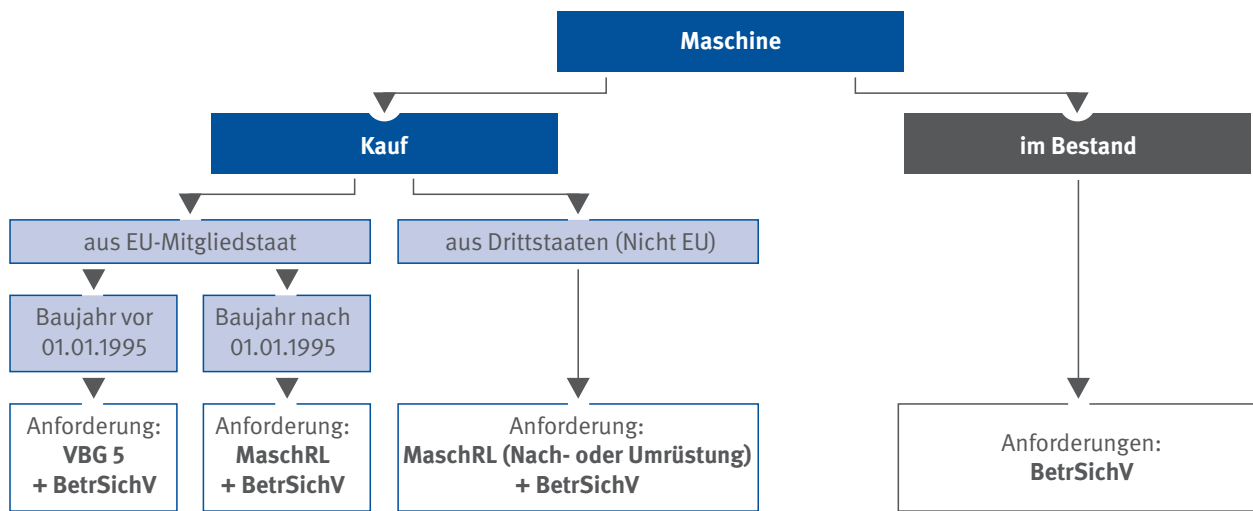 Maschine
Kauf
im Bestand
aus EU-Mitgliedstaat
aus Drittstaaten (Nicht EU)
Baujahr vor
01.01.1995
Baujahr nach
01.01.1995
Anforderung:
VBG 5
+ BetrSichV
Anforderung:
MaschRL
+ BetrSichV
Anforderung:
MaschRL (Nach- oder Umrüstung)
+ BetrSichV
Anforderungen:
BetrSichV